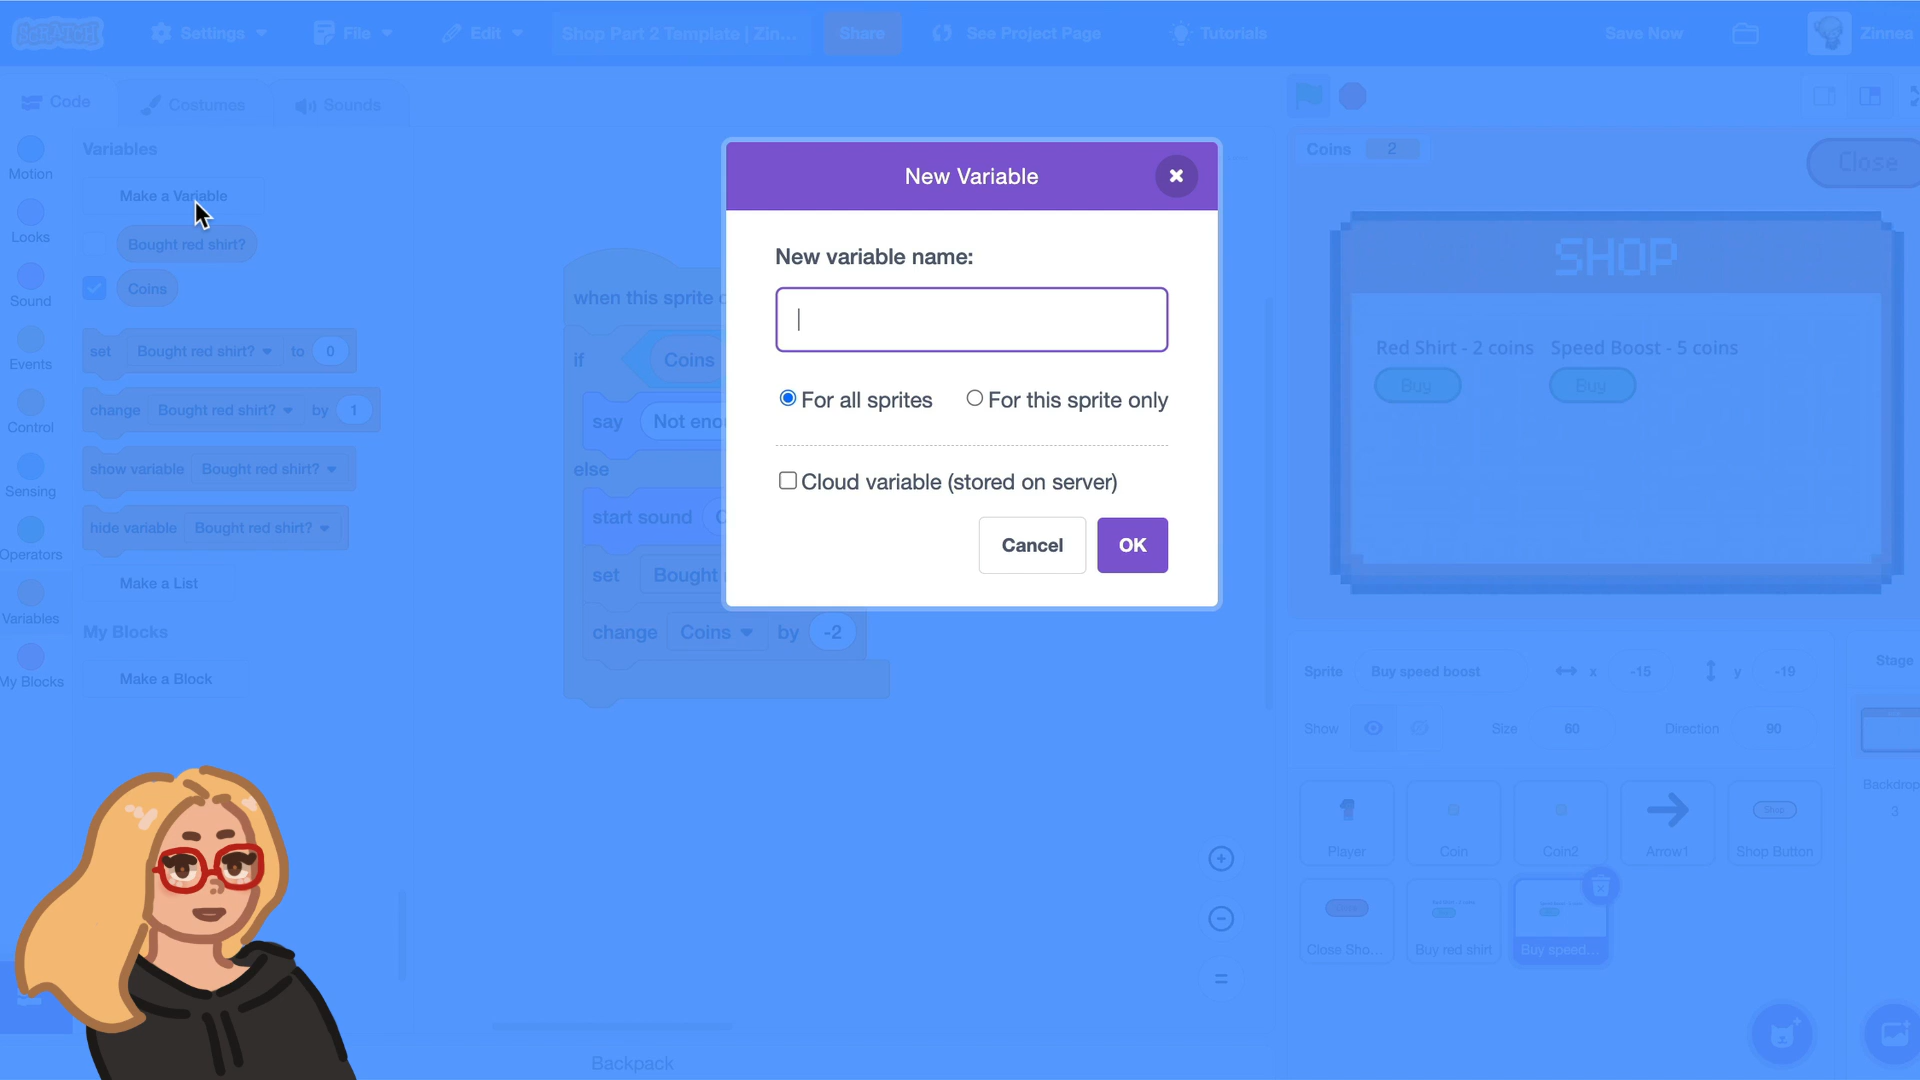 SCRATCH
Settings
File
Edit
Shop Part 2 Template | Zin...
Share
See Project Page
Tutorials
Save Now
Zinnea
Code
Costumes
Sounds
Motion
Looks
Sound
Events
Control
Sensing
Operators
Variables
My Blocks
Variables
Make a Variable
Bought red shirt?
Coins
set Bought red shirt? to 0
change Bought red shirt? by 1
show variable Bought red shirt?
hide variable Bought red shirt?
Make a List
My Blocks
Make a Block
when this sprite
if Coins
say
else
start sound
set Bought
change Coins by -2
New Variable
New variable name:
For all sprites
For this sprite only
Cloud variable (stored on server)
Cancel
OK
Coins 2
Close
SHOP
Red Shirt - 2 coins
Speed Boost - 5 coins
Buy
Buy
Sprite Buy speed boost x -15 y -19
Show Size 60 Direction 90
Stage
Player
Coin
Coin2
Arrow1
Shop
Shop Button
Close Sho...
Buy red shirt
Buy speed...
Backdrop
3
Backpack